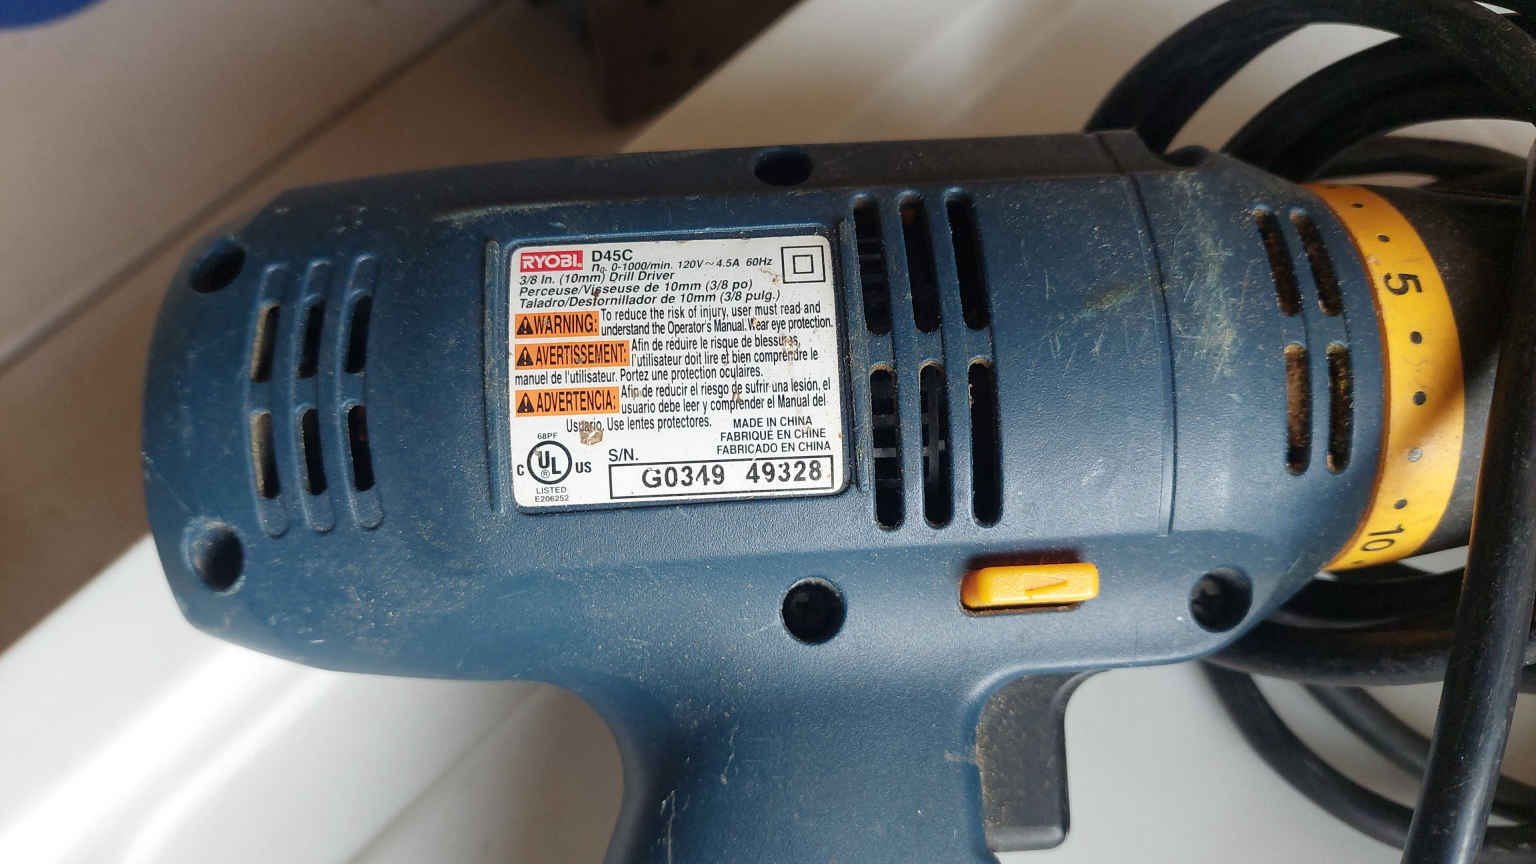 RYOBI. D45C
n₀ 0-1000/min. 120V~4.5A 60Hz
3/8 In. (10mm) Drill Driver
Perceuse/Visseuse de 10mm (3/8 po)
Taladro/Destornillador de 10mm (3/8 pulg.)
WARNING: To reduce the risk of injury, user must read and
understand the Operator's Manual. Wear eye protection.
AVERTISSEMENT: Afin de réduire le risque de blessures,
l'utilisateur doit lire et bien comprendre le
manuel de l'utilisateur. Portez une protection oculaires.
ADVERTENCIA: Afin de reducir el riesgo de sufrir una lesión, el
usuario debe leer y comprender el Manual del
Usuario. Use lentes protectores.
MADE IN CHINA
FABRIQUÉ EN CHINE
FABRICADO EN CHINA
68PF
C UL ® US
LISTED
E206252
S/N.
G0349 49328
5
10